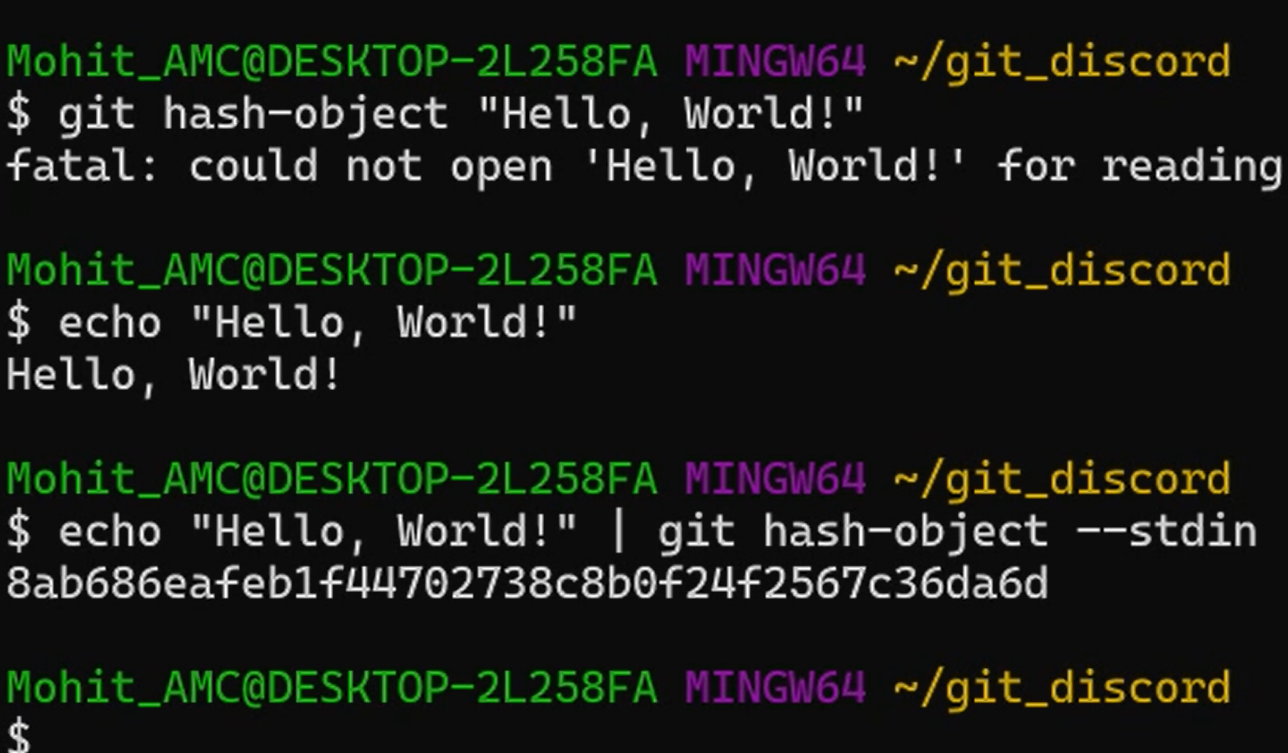 Mohit_AMC@DESKTOP-2L258FA MINGW64 ~/git_discord
$ git hash-object "Hello, World!"
fatal: could not open 'Hello, World!' for reading
Mohit_AMC@DESKTOP-2L258FA MINGW64 ~/git_discord
$ echo "Hello, World!"
Hello, World!
Mohit_AMC@DESKTOP-2L258FA MINGW64 ~/git_discord
$ echo "Hello, World!" | git hash-object --stdin
8ab686eafeb1f44702738c8b0f24f2567c36da6d
Mohit_AMC@DESKTOP-2L258FA MINGW64 ~/git_discord
$